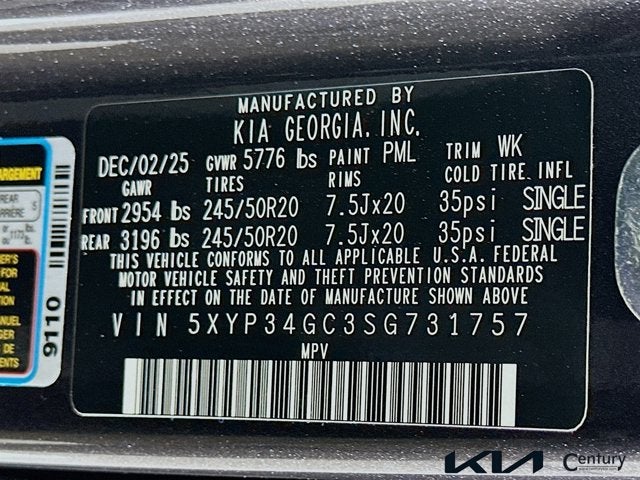 MANUFACTURED BY
KIA GEORGIA, INC.
DEC/02/25 GVWR 5776 lbs PAINT PML TRIM WK
GAWR TIRES RIMS COLD TIRE INFL
FRONT 2954 lbs 245/50R20 7.5Jx20 35psi SINGLE
REAR 3196 lbs 245/50R20 7.5Jx20 35psi SINGLE
THIS VEHICLE CONFORMS TO ALL APPLICABLE U.S.A. FEDERAL
MOTOR VEHICLE SAFETY AND THEFT PREVENTION STANDARDS
IN EFFECT ON THE DATE OF MANUFACTURE SHOWN ABOVE
VIN 5XYP34GC3SG731757
MPV
9110
REAR
KIA Century